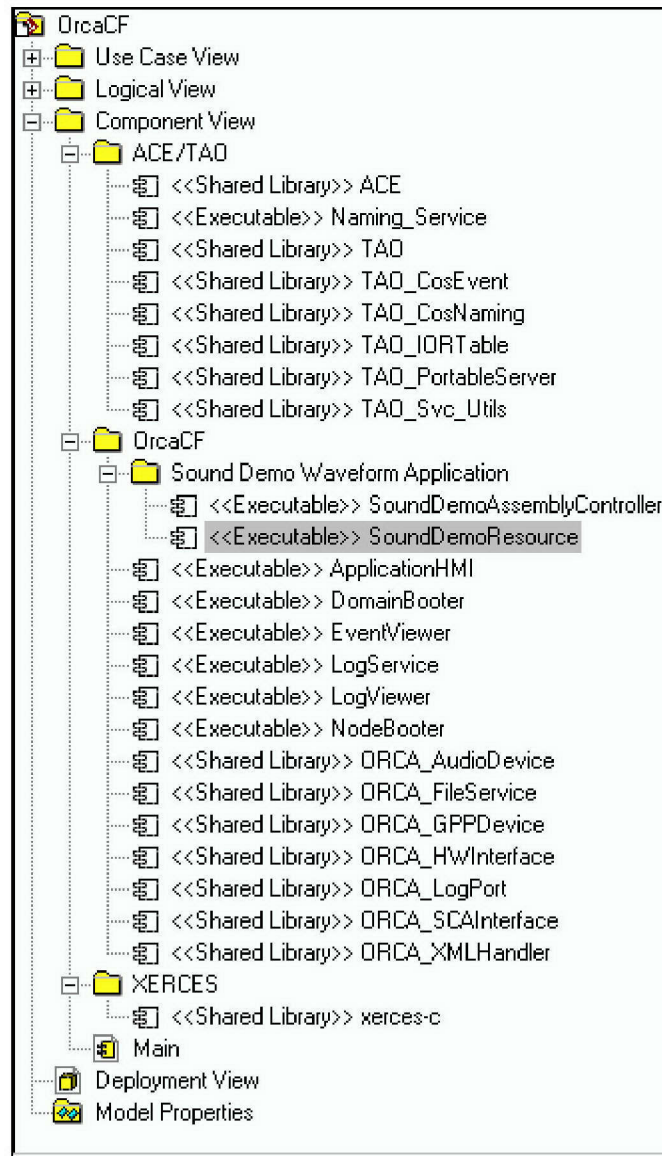 OrcaCF
Use Case View
Logical View
Component View
ACE/TAO
<<Shared Library>> ACE
<<Executable>> Naming_Service
<<Shared Library>> TAO
<<Shared Library>> TAO_CosEvent
<<Shared Library>> TAO_CosNaming
<<Shared Library>> TAO_IORTable
<<Shared Library>> TAO_PortableServer
<<Shared Library>> TAO_Svc_Utils
OrcaCF
Sound Demo Waveform Application
<<Executable>> SoundDemoAssemblyController
<<Executable>> SoundDemoResource
<<Executable>> ApplicationHMI
<<Executable>> DomainBooter
<<Executable>> EventViewer
<<Executable>> LogService
<<Executable>> LogViewer
<<Executable>> NodeBooter
<<Shared Library>> ORCA_AudioDevice
<<Shared Library>> ORCA_FileService
<<Shared Library>> ORCA_GPPDevice
<<Shared Library>> ORCA_HWInterface
<<Shared Library>> ORCA_LogPort
<<Shared Library>> ORCA_SCAInterface
<<Shared Library>> ORCA_XMLHandler
XERCES
<<Shared Library>> xerces-c
Main
Deployment View
Model Properties